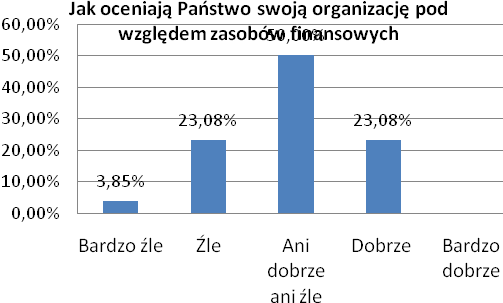 Jak oceniają Państwo swoją organizację pod
względem zasobów finansowych
60,00%
50,00%
40,00%
30,00%
20,00%
10,00%
0,00%
3,85%
23,08%
50,00%
23,08%
Bardzo źle
Źle
Ani
dobrze
ani źle
Dobrze
Bardzo
dobrze